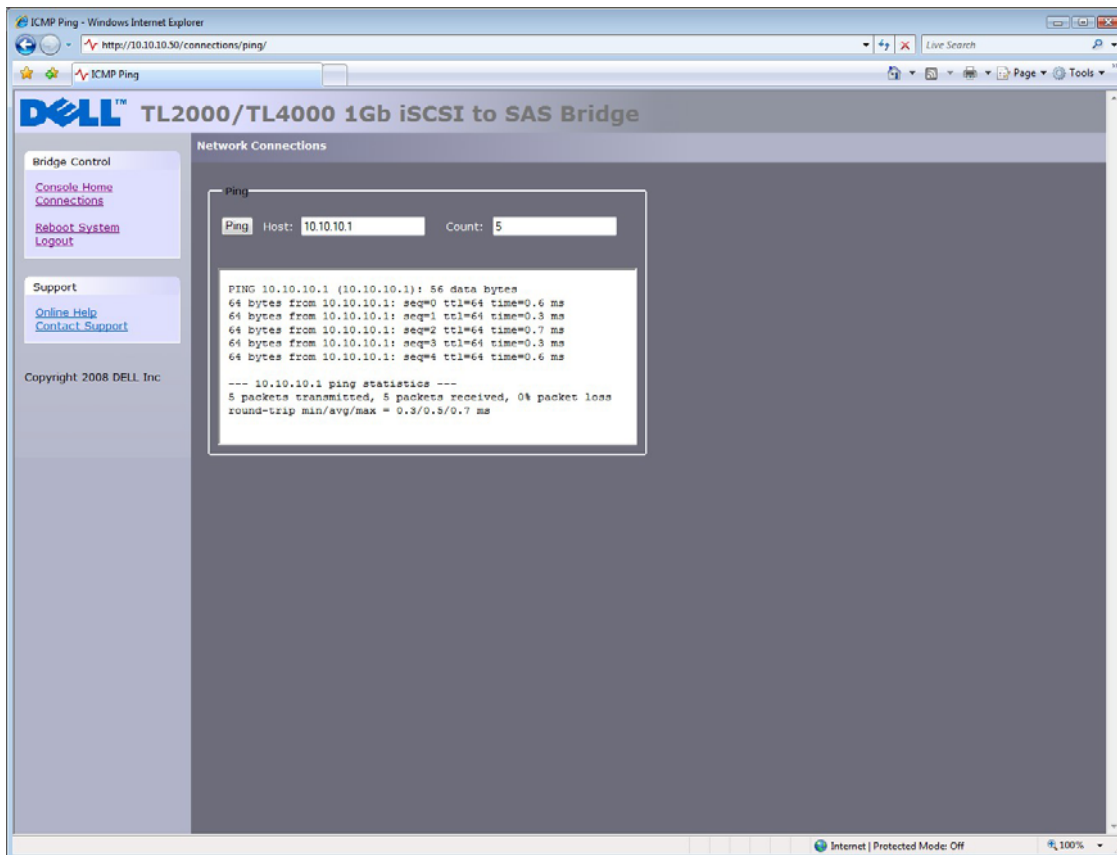 ICMP Ping - Windows Internet Explorer
http://10.10.10.50/connections/ping/
Live Search
ICMP Ping
Page
Tools
DELL™ TL2000/TL4000 1Gb iSCSI to SAS Bridge
Network Connections
Bridge Control
Console Home
Connections
Reboot System
Logout
Support
Online Help
Contact Support
Copyright 2008 DELL Inc
Ping
Ping Host: 10.10.10.1 Count: 5
PING 10.10.10.1 (10.10.10.1): 56 data bytes
64 bytes from 10.10.10.1: seq=0 ttl=64 time=0.6 ms
64 bytes from 10.10.10.1: seq=1 ttl=64 time=0.3 ms
64 bytes from 10.10.10.1: seq=2 ttl=64 time=0.7 ms
64 bytes from 10.10.10.1: seq=3 ttl=64 time=0.3 ms
64 bytes from 10.10.10.1: seq=4 ttl=64 time=0.6 ms
--- 10.10.10.1 ping statistics ---
5 packets transmitted, 5 packets received, 0% packet loss
round-trip min/avg/max = 0.3/0.5/0.7 ms
Internet | Protected Mode: Off
100%